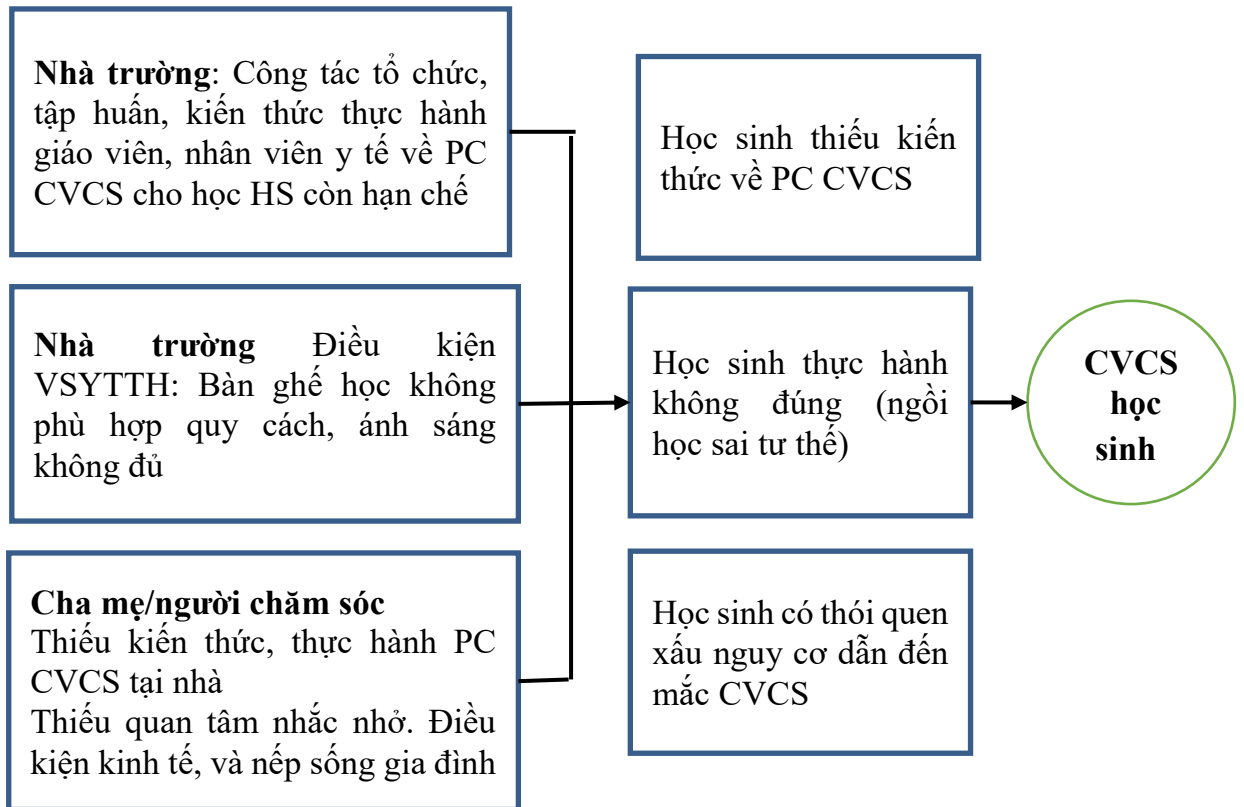 Nhà trường: Công tác tổ chức,
tập huấn, kiến thức thực hành
giáo viên, nhân viên y tế về PC
CVCS cho học HS còn hạn chế
Học sinh thiếu kiến
thức về PC CVCS
Nhà trường Điều kiện
VSYTTH: Bàn ghế học không
phù hợp quy cách, ánh sáng
không đủ
Học sinh thực hành
không đúng (ngồi
học sai tư thế)
CVCS
học
sinh
Cha mẹ/người chăm sóc
Thiếu kiến thức, thực hành PC
CVCS tại nhà
Thiếu quan tâm nhắc nhở. Điều
kiện kinh tế, và nếp sống gia đình
Học sinh có thói quen
xấu nguy cơ dẫn đến
mắc CVCS